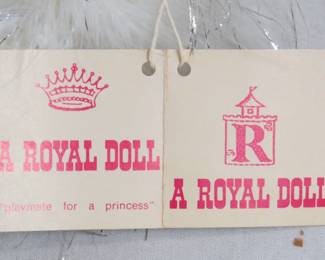 A ROYAL DOLL
"playmate for a princess"
R
A ROYAL DOLL